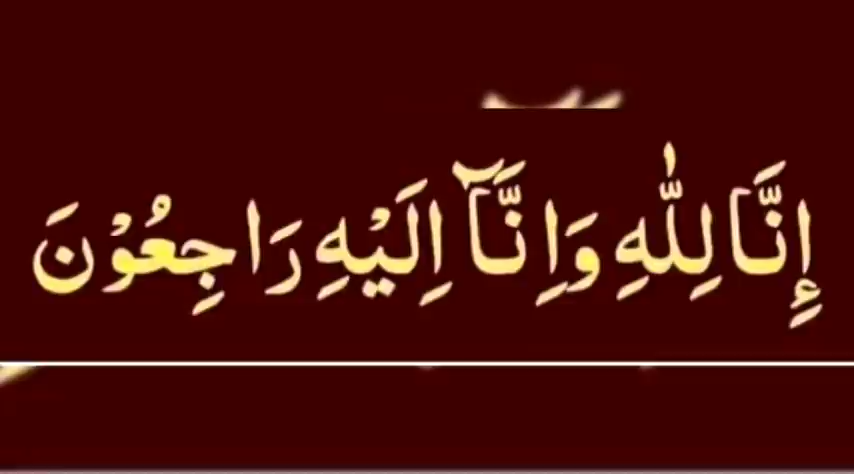 إِنَّا لِلّٰهِ وَاِنَّآ اِلَيْهِ رَاجِعُوْنَ